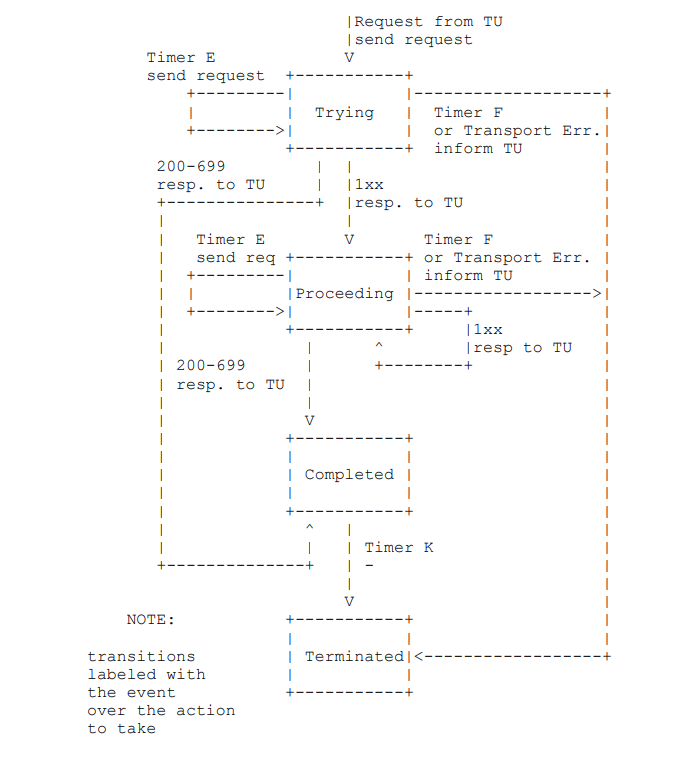 |Request from TU
|send request
Timer E V
send request +-----------+
+---------| |-------------------+
| | Trying | Timer F |
+-------->| | or Transport Err.|
+-----------+ inform TU |
200-699 | | |
resp. to TU | |1xx |
+---------------+ |resp. to TU |
| | |
| Timer E V Timer F |
| send req +-----------+ or Transport Err. |
| +---------| | inform TU |
| | |Proceeding |------------------>|
| +-------->| |-----+ |
| +-----------+ |1xx |
| | ^ |resp to TU |
| 200-699 | +--------+ |
| resp. to TU | |
| | |
| V |
| +-----------+ |
| | | |
| | Completed | |
| | | |
| +-----------+ |
| ^ | |
| | | Timer K |
+--------------+ | - |
| |
V |
NOTE: +-----------+ |
| | |
transitions | Terminated|<------------------+
labeled with | |
the event +-----------+
over the action
to take